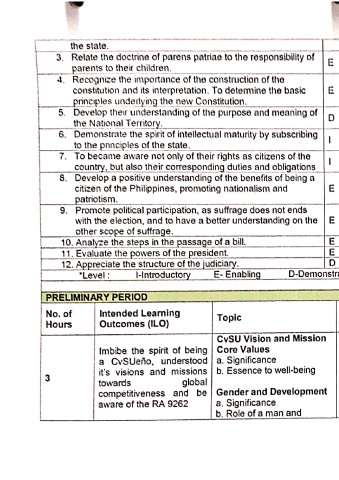 the state.
3. Relate the doctrine of parens patriae to the responsibility of
parents to their children.
E
4. Recognize the importance of the construction of the
constitution and its interpretation. To determine the basic
principles underlying the new Constitution.
E
5. Develop their understanding of the purpose and meaning of
the National Territory.
D
6. Demonstrate the spirit of intellectual maturity by subscribing
to the principles of the state.
I
7. To became aware not only of their rights as citizens of the
country, but also their corresponding duties and obligations
I
8. Develop a positive understanding of the benefits of being a
citizen of the Philippines, promoting nationalism and
patriotism.
E
9. Promote political participation, as suffrage does not ends
with the election, and to have a better understanding on the
other scope of suffrage.
E
10. Analyze the steps in the passage of a bill. E
11. Evaluate the powers of the president. E
12. Appreciate the structure of the judiciary. D
*Level : I-Introductory E- Enabling D-Demonstr
PRELIMINARY PERIOD
No. of
Hours
Intended Learning
Outcomes (ILO)
Topic
3
Imbibe the spirit of being
a CvSUeño, understood
it's visions and missions
towards global
competitiveness and be
aware of the RA 9262
CvSU Vision and Mission
Core Values
a. Significance
b. Essence to well-being
Gender and Development
a. Significance
b. Role of a man and